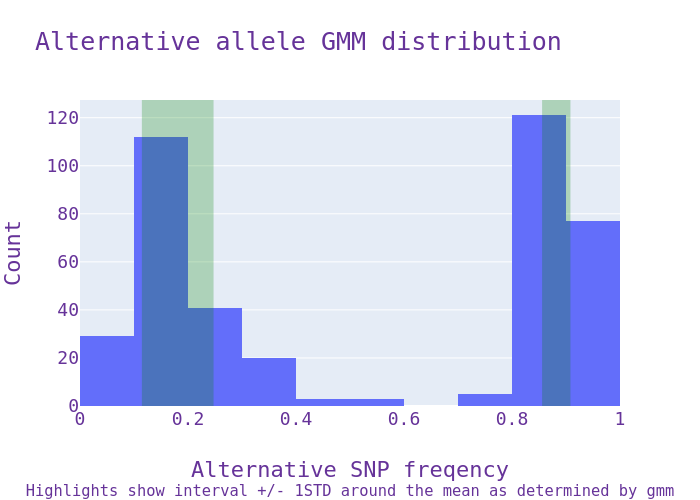 Alternative allele GMM distribution
120
100
80
60
40
20
0
Count
0 0.2 0.4 0.6 0.8 1
Alternative SNP freqency
Highlights show interval +/- 1STD around the mean as determined by gmm